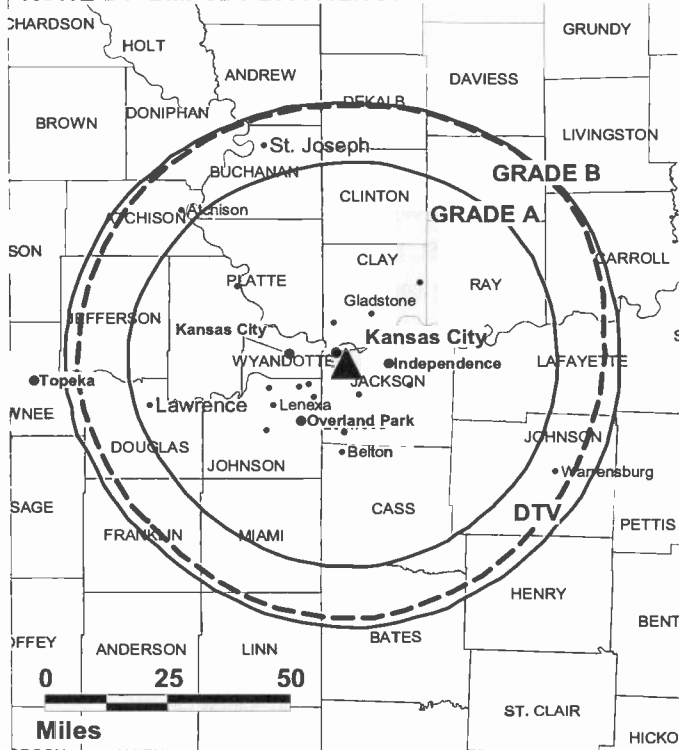 CHARDSON
HOLT
GRUNDY
ANDREW
DAVIESS
DEKALB
DONIPHAN
BROWN
LIVINGSTON
St. Joseph
BUCHANAN
GRADE B
CLINTON
ATCHISON
Atchison
GRADE A
SON
CARROLL
CLAY
PLATTE
RAY
Gladstone
JEFFERSON
Kansas City
Kansas City
WYANDOTTE
Independence
LAFAYETTE
Topeka
JACKSON
WNEE
Lawrence
Lenexa
Overland Park
JOHNSON
DOUGLAS
Belton
JOHNSON
Warrensburg
SAGE
CASS
DTV
PETTIS
FRANKLIN
MIAMI
HENRY
BENT
BATES
OFFEY
ANDERSON
LINN
0 25 50
ST. CLAIR
Miles
HICKO